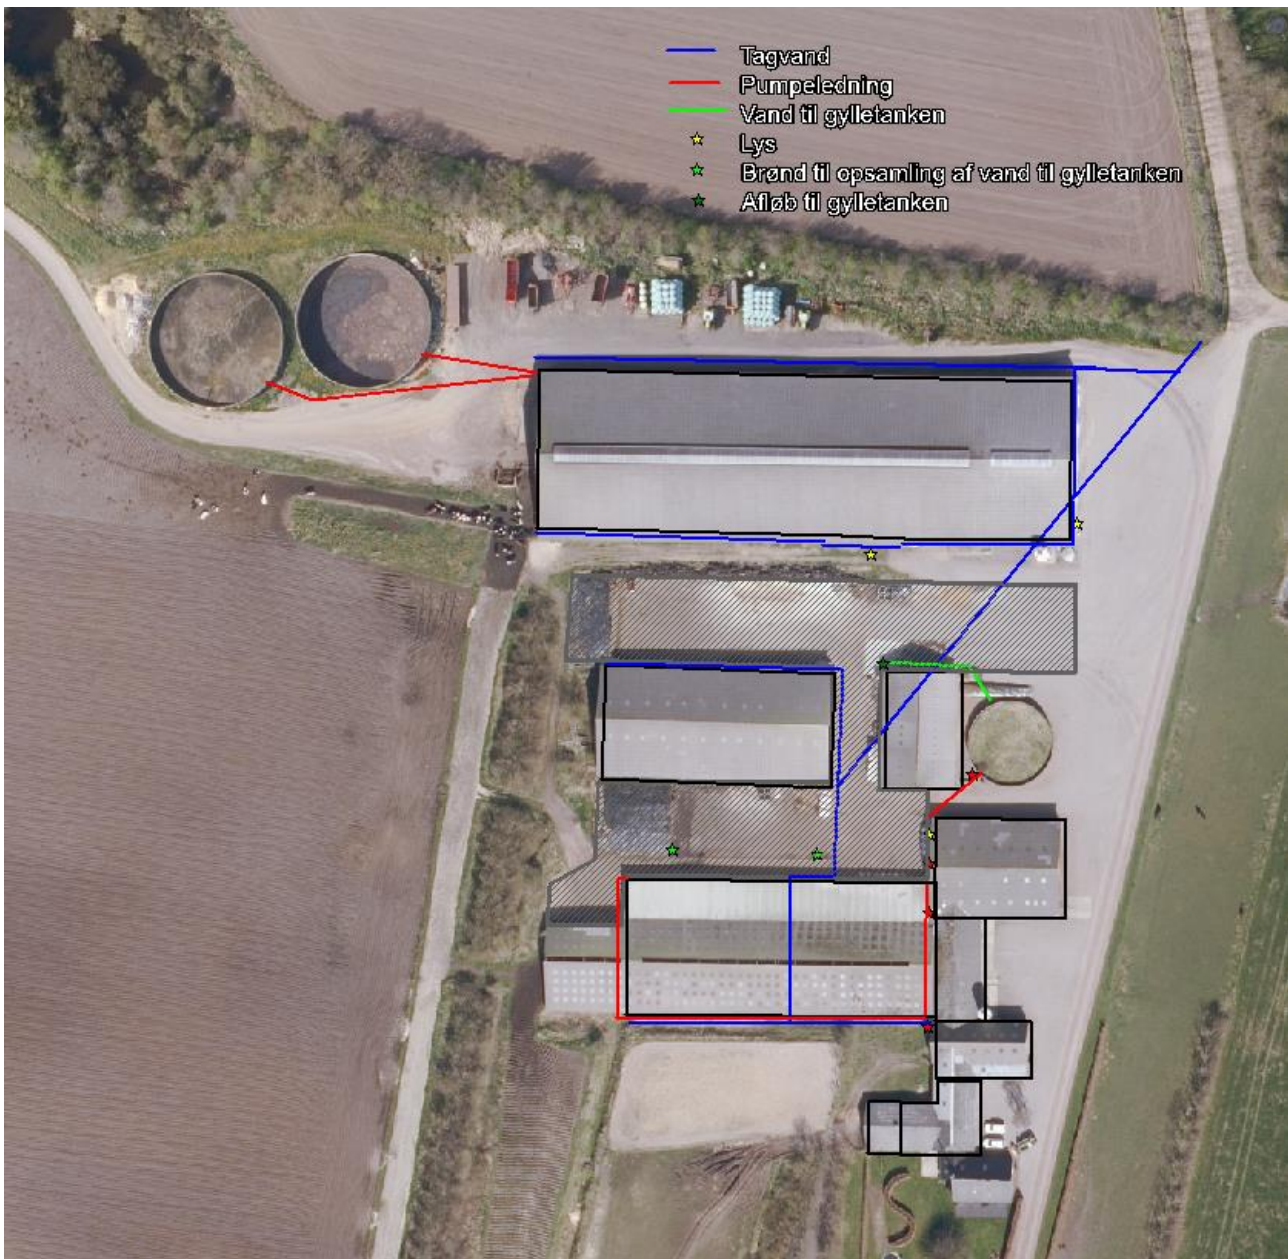 Tagvand
Pumpeledning
Vand til gylletanken
Lys
Brønd til opsamling af vand til gylletanken
Afløb til gylletanken